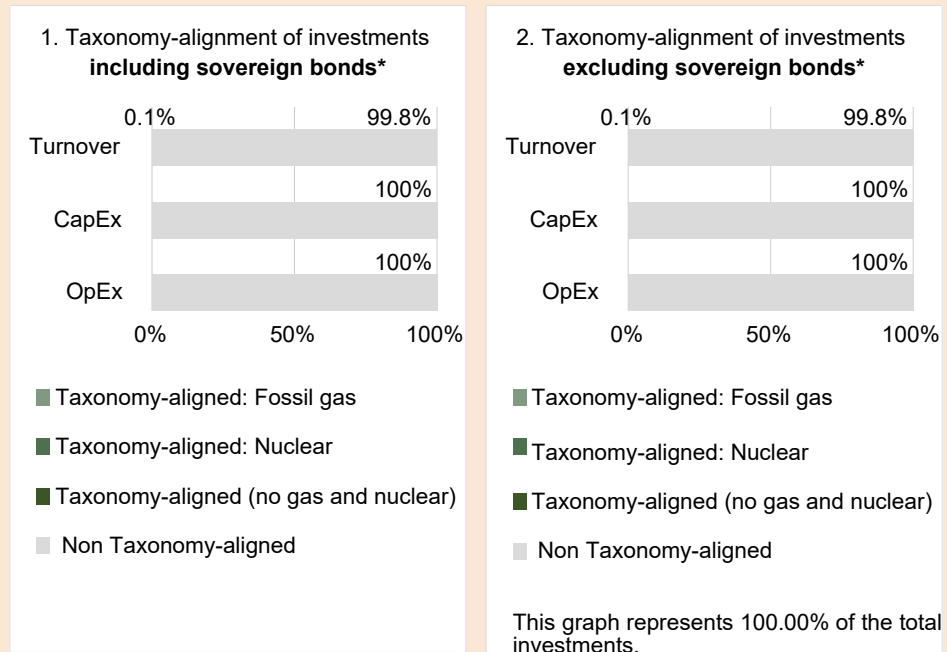 1. Taxonomy-alignment of investments
including sovereign bonds*
0.1% 99.8%
Turnover
100%
CapEx
100%
OpEx
0% 50% 100%
Taxonomy-aligned: Fossil gas
Taxonomy-aligned: Nuclear
Taxonomy-aligned (no gas and nuclear)
Non Taxonomy-aligned
2. Taxonomy-alignment of investments
excluding sovereign bonds*
0.1% 99.8%
Turnover
100%
CapEx
100%
OpEx
0% 50% 100%
Taxonomy-aligned: Fossil gas
Taxonomy-aligned: Nuclear
Taxonomy-aligned (no gas and nuclear)
Non Taxonomy-aligned
This graph represents 100.00% of the total
investments.